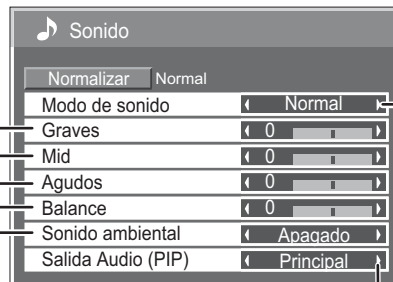 Sonido
Normalizar Normal
Modo de sonido Normal
Graves 0
Mid 0
Agudos 0
Balance 0
Sonido ambiental Apagado
Salida Audio (PIP) Principal